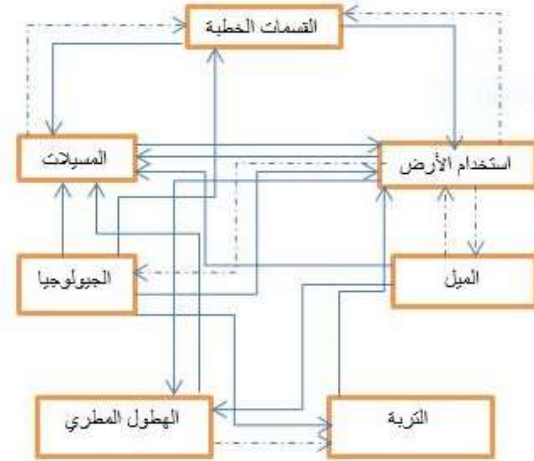 القسمات الخطية
المسيلات
استخدام الأرض
الجيولوجيا
الميل
الهطول المطري
التربة